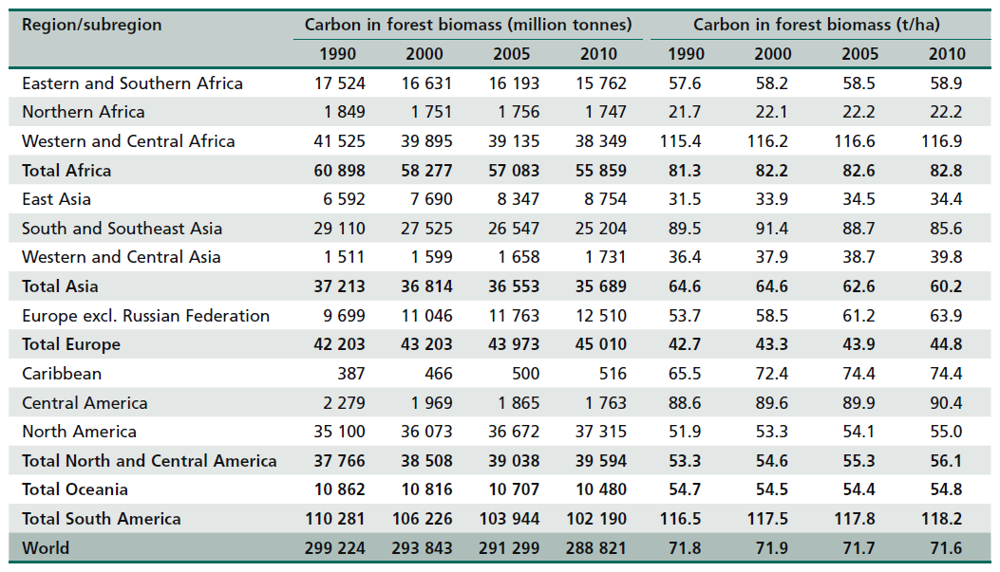 Region/subregion Carbon in forest biomass (million tonnes) Carbon in forest biomass (t/ha)
1990 2000 2005 2010 1990 2000 2005 2010
Eastern and Southern Africa 17 524 16 631 16 193 15 762 57.6 58.2 58.5 58.9
Northern Africa 1 849 1 751 1 756 1 747 21.7 22.1 22.2 22.2
Western and Central Africa 41 525 39 895 39 135 38 349 115.4 116.2 116.6 116.9
Total Africa 60 898 58 277 57 083 55 859 81.3 82.2 82.6 82.8
East Asia 6 592 7 690 8 347 8 754 31.5 33.9 34.5 34.4
South and Southeast Asia 29 110 27 525 26 547 25 204 89.5 91.4 88.7 85.6
Western and Central Asia 1 511 1 599 1 658 1 731 36.4 37.9 38.7 39.8
Total Asia 37 213 36 814 36 553 35 689 64.6 64.6 62.6 60.2
Europe excl. Russian Federation 9 699 11 046 11 763 12 510 53.7 58.5 61.2 63.9
Total Europe 42 203 43 203 43 973 45 010 42.7 43.3 43.9 44.8
Caribbean 387 466 500 516 65.5 72.4 74.4 74.4
Central America 2 279 1 969 1 865 1 763 88.6 89.6 89.9 90.4
North America 35 100 36 073 36 672 37 315 51.9 53.3 54.1 55.0
Total North and Central America 37 766 38 508 39 038 39 594 53.3 54.6 55.3 56.1
Total Oceania 10 862 10 816 10 707 10 480 54.7 54.5 54.4 54.8
Total South America 110 281 106 226 103 944 102 190 116.5 117.5 117.8 118.2
World 299 224 293 843 291 299 288 821 71.8 71.9 71.7 71.6